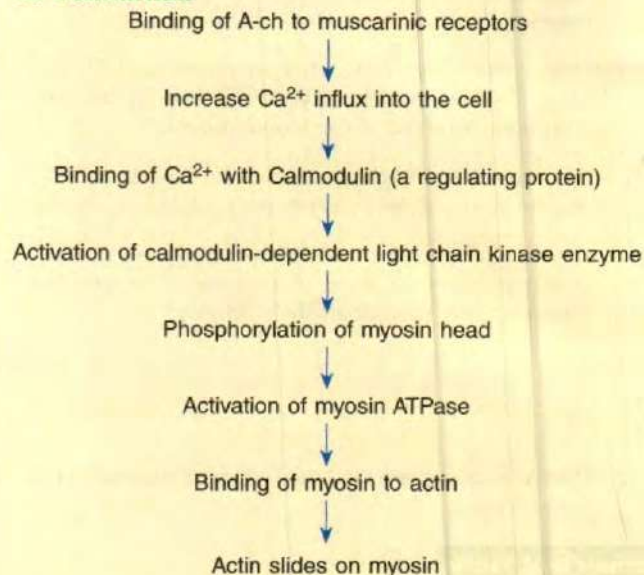 Binding of A-ch to muscarinic receptors
Increase Ca²⁺ influx into the cell
Binding of Ca²⁺ with Calmodulin (a regulating protein)
Activation of calmodulin-dependent light chain kinase enzyme
Phosphorylation of myosin head
Activation of myosin ATPase
Binding of myosin to actin
Actin slides on myosin